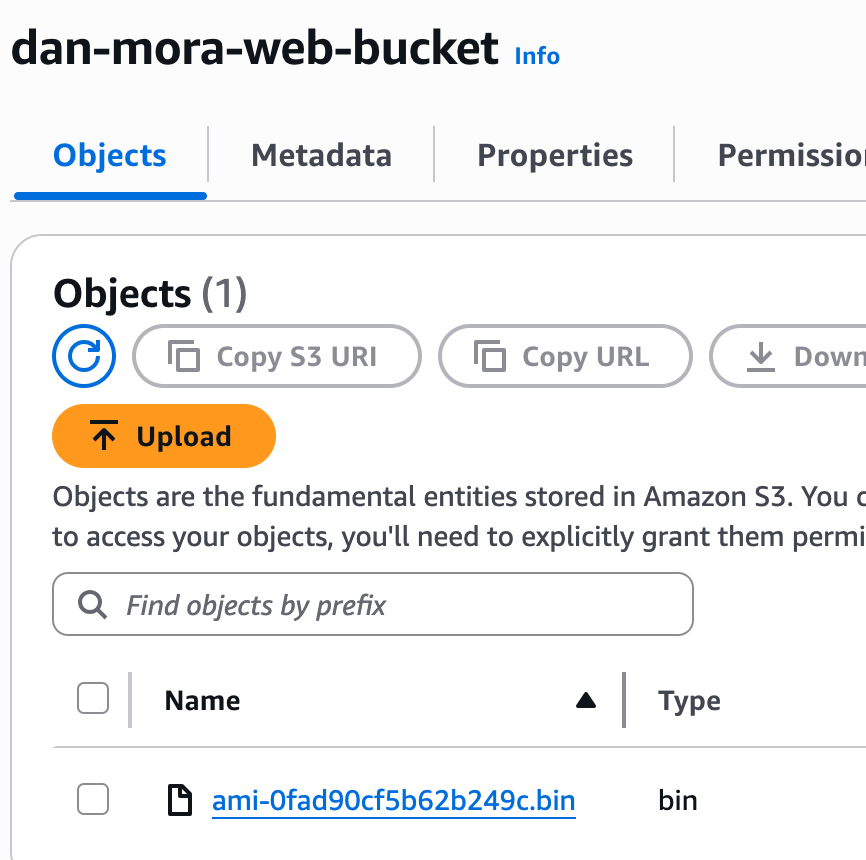 dan-mora-web-bucket Info
Objects Metadata Properties Permission
Objects (1)
Copy S3 URI Copy URL Down
Upload
Objects are the fundamental entities stored in Amazon S3. You c
to access your objects, you'll need to explicitly grant them permi
Find objects by prefix
Name Type
ami-0fad90cf5b62b249c.bin bin